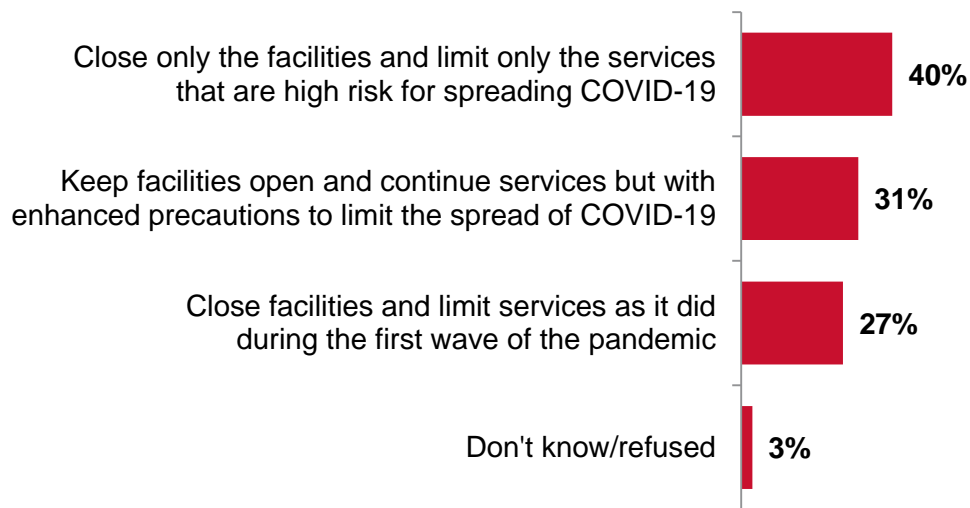 Close only the facilities and limit only the services
that are high risk for spreading COVID-19
40%
Keep facilities open and continue services but with
enhanced precautions to limit the spread of COVID-19
31%
Close facilities and limit services as it did
during the first wave of the pandemic
27%
Don't know/refused
3%